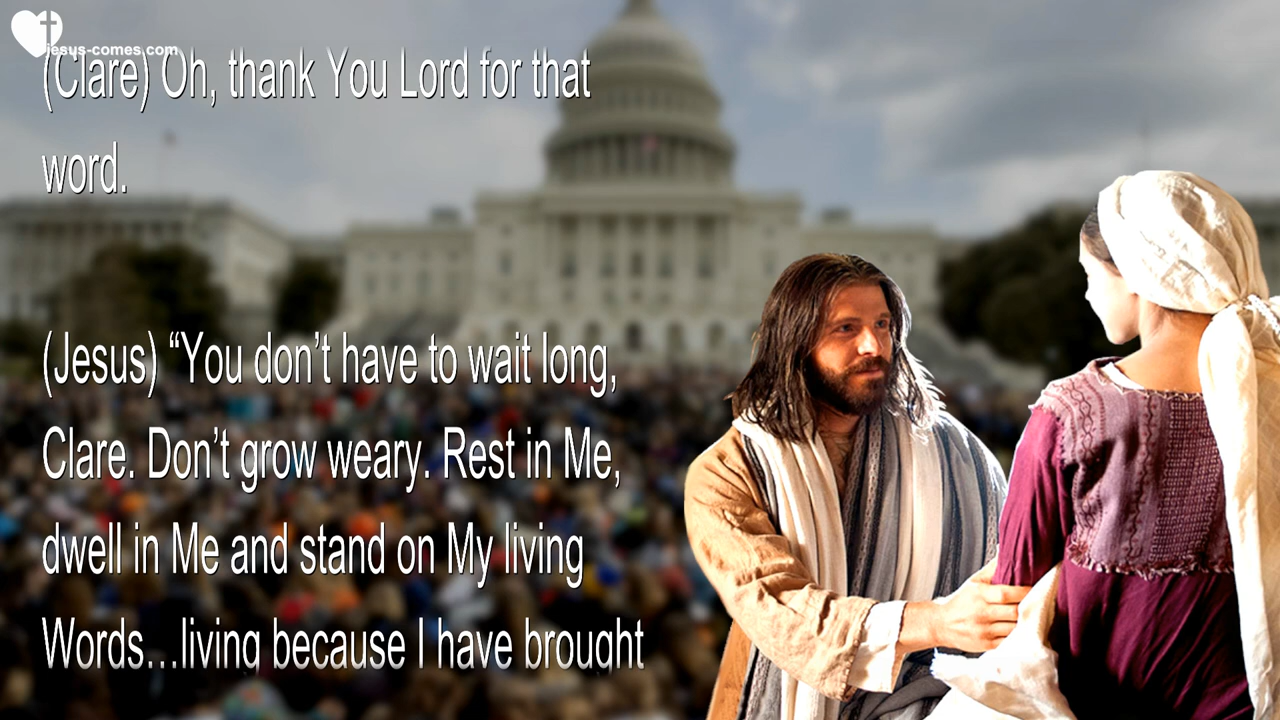 jesus-comes.com
(Clare) Oh, thank You Lord for that
word.
(Jesus) “You don’t have to wait long,
Clare. Don’t grow weary. Rest in Me,
dwell in Me and stand on My living
Words…living because I have brought